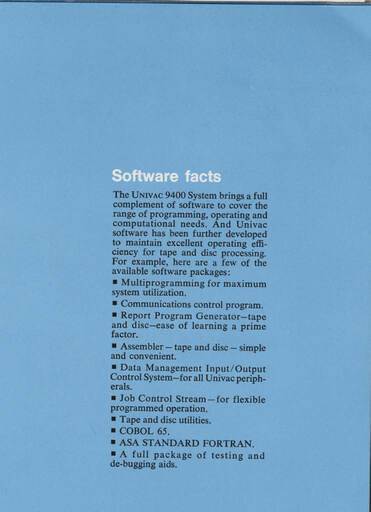 Software facts
The UNIVAC 9400 System brings a full
complement of software to cover the
range of programming, operating and
computational needs. And Univac
software has been further developed
to maintain excellent operating effi-
ciency for tape and disc processing.
For example, here are a few of the
available software packages:
■ Multiprogramming for maximum
system utilization.
■ Communications control program.
■ Report Program Generator—tape
and disc—ease of learning a prime
factor.
■ Assembler — tape and disc — simple
and convenient.
■ Data Management Input/Output
Control System—for all Univac periph-
erals.
■ Job Control Stream — for flexible
programmed operation.
■ Tape and disc utilities.
■ COBOL 65.
■ ASA STANDARD FORTRAN.
■ A full package of testing and
de-bugging aids.